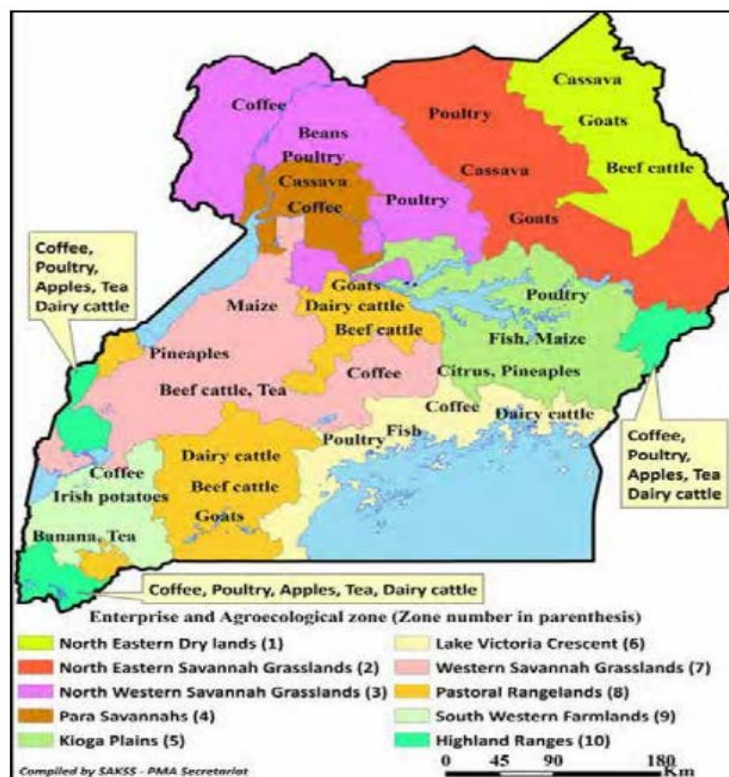 Cassava
Coffee
Poultry
Goats
Beans
Beef cattle
Poultry
Cassava
Cassava
Poultry
Coffee
Goats
Coffee,
Poultry,
Apples, Tea
Dairy cattle
Goats
Poultry
Maize
Dairy cattle
Beef cattle
Fish, Maize
Pineaples
Coffee
Citrus, Pineaples
Beef cattle, Tea
Coffee
Dairy cattle
Poultry
Fish
Coffee,
Poultry,
Apples, Tea
Dairy cattle
Dairy cattle
Coffee
Irish potatoes
Beef cattle
Goats
Banana, Tea
Coffee, Poultry, Apples, Tea, Dairy cattle
Enterprise and Agroecological zone (Zone number in parenthesis)
North Eastern Dry lands (1)
North Eastern Savannah Grasslands (2)
North Western Savannah Grasslands (3)
Para Savannahs (4)
Kioga Plains (5)
Lake Victoria Crescent (6)
Western Savannah Grasslands (7)
Pastoral Rangelands (8)
South Western Farmlands (9)
Highland Ranges (10)
Compiled by SAKSS - PMA Secretariat
0 45 90 180
Km